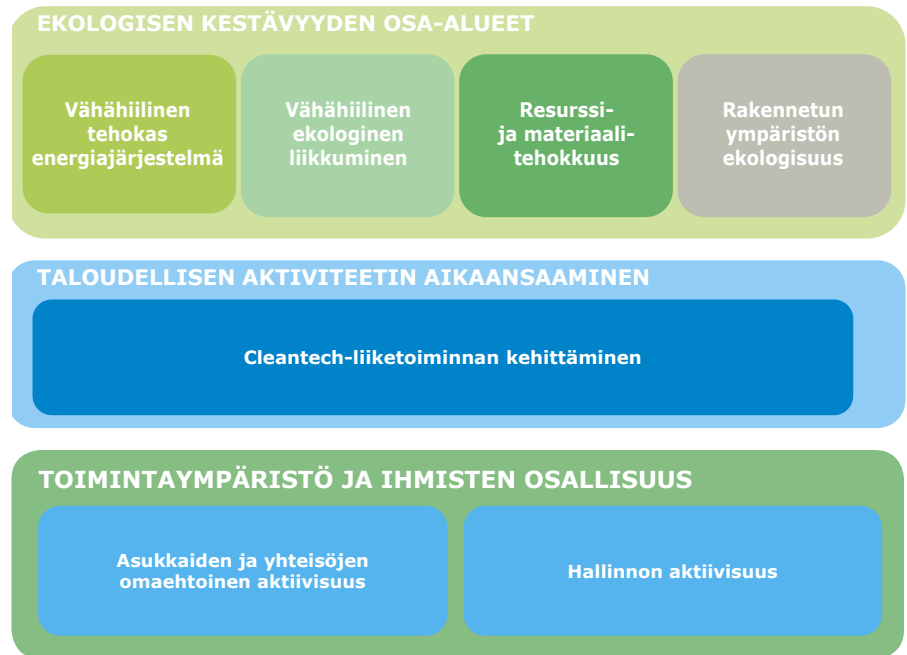 EKOLOGISEN KESTÄVYYDEN OSA-ALUEET
Vähähiilinen
tehokas
energiajärjestelmä
Vähähiilinen
ekologinen
liikkuminen
Resurssi-
ja materiaali-
tehokkuus
Rakennetun
ympäristön
ekologisuus
TALOUDELLISEN AKTIVITEETIN AIKAANSAAMINEN
Cleantech-liiketoiminnan kehittäminen
TOIMINTAYMPÄRISTÖ JA IHMISTEN OSALLISUUS
Asukkaiden ja yhteisöjen
omaehtoinen aktiivisuus
Hallinnon aktiivisuus